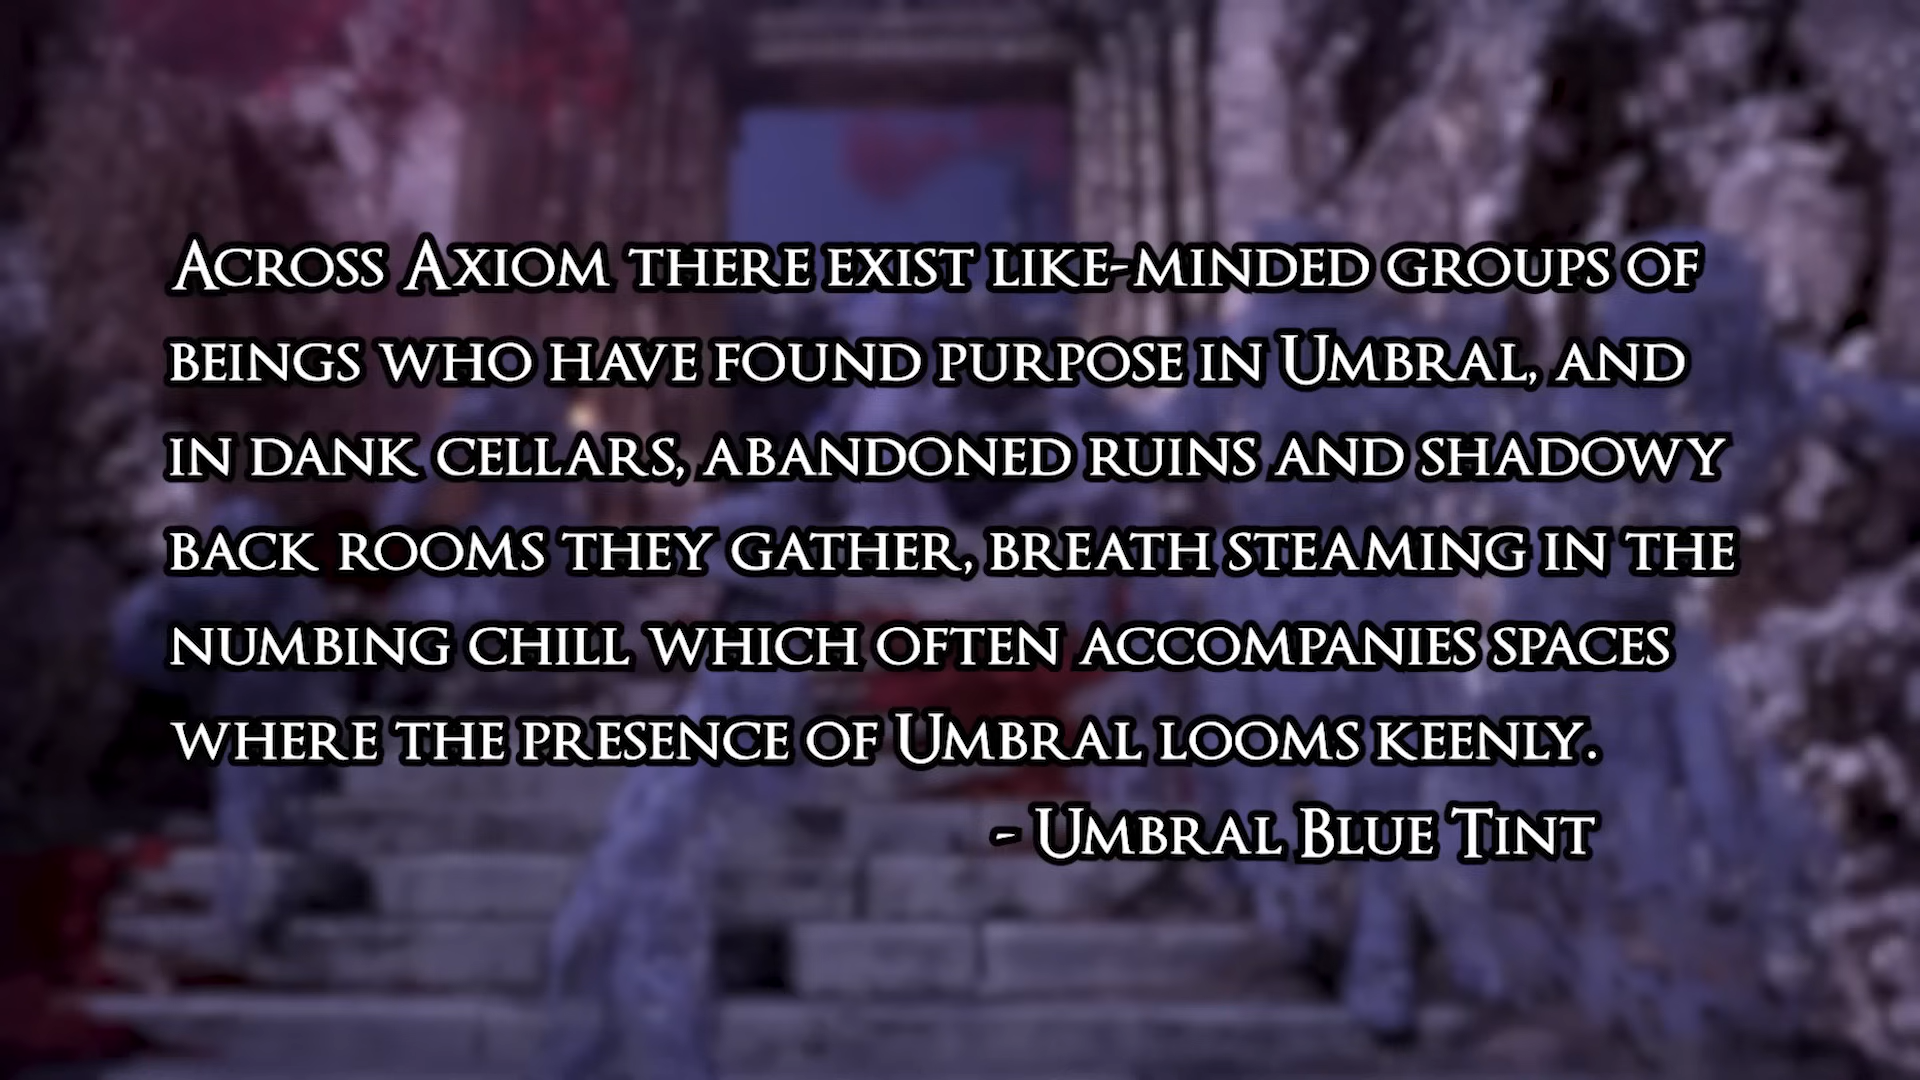 Across Axiom there exist like-minded groups of
beings who have found purpose in Umbral, and
in dank cellars, abandoned ruins and shadowy
back rooms they gather, breath steaming in the
numbing chill which often accompanies spaces
where the presence of Umbral looms keenly.
- Umbral Blue Tint